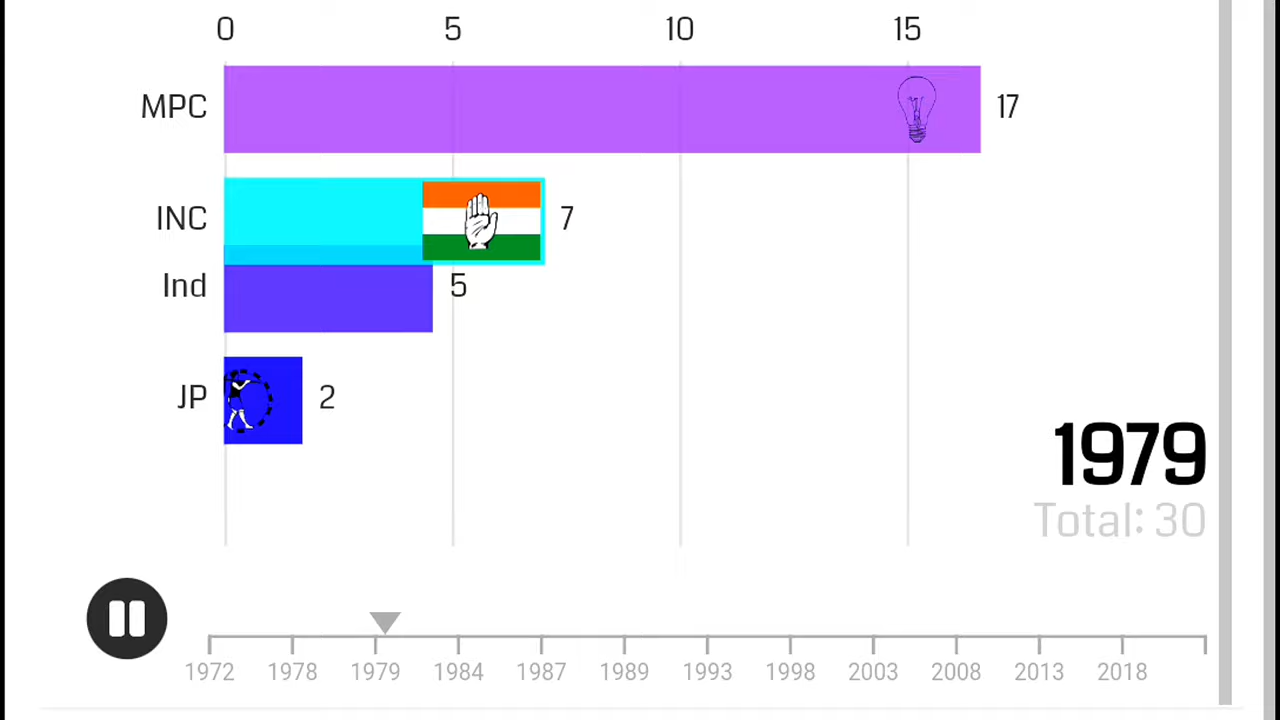 0 5 10 15
MPC 17
INC 7
Ind 5
JP 2
1979
Total: 30
1972 1978 1979 1984 1987 1989 1993 1998 2003 2008 2013 2018